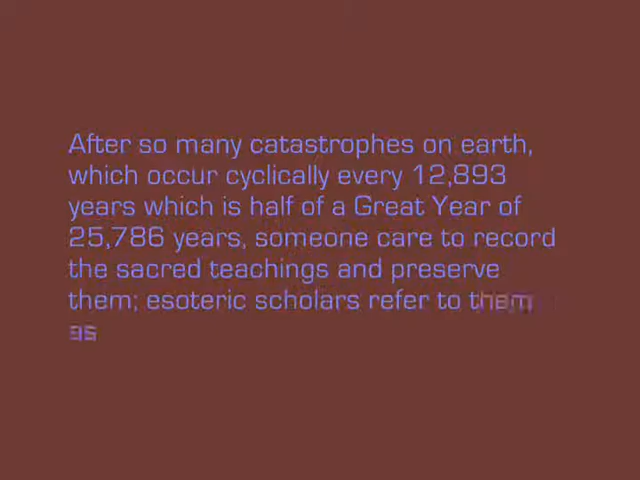 After so many catastrophes on earth,
which occur cyclically every 12,893
years which is half of a Great Year of
25,786 years, someone care to record
the sacred teachings and preserve
them; esoteric scholars refer to them
as